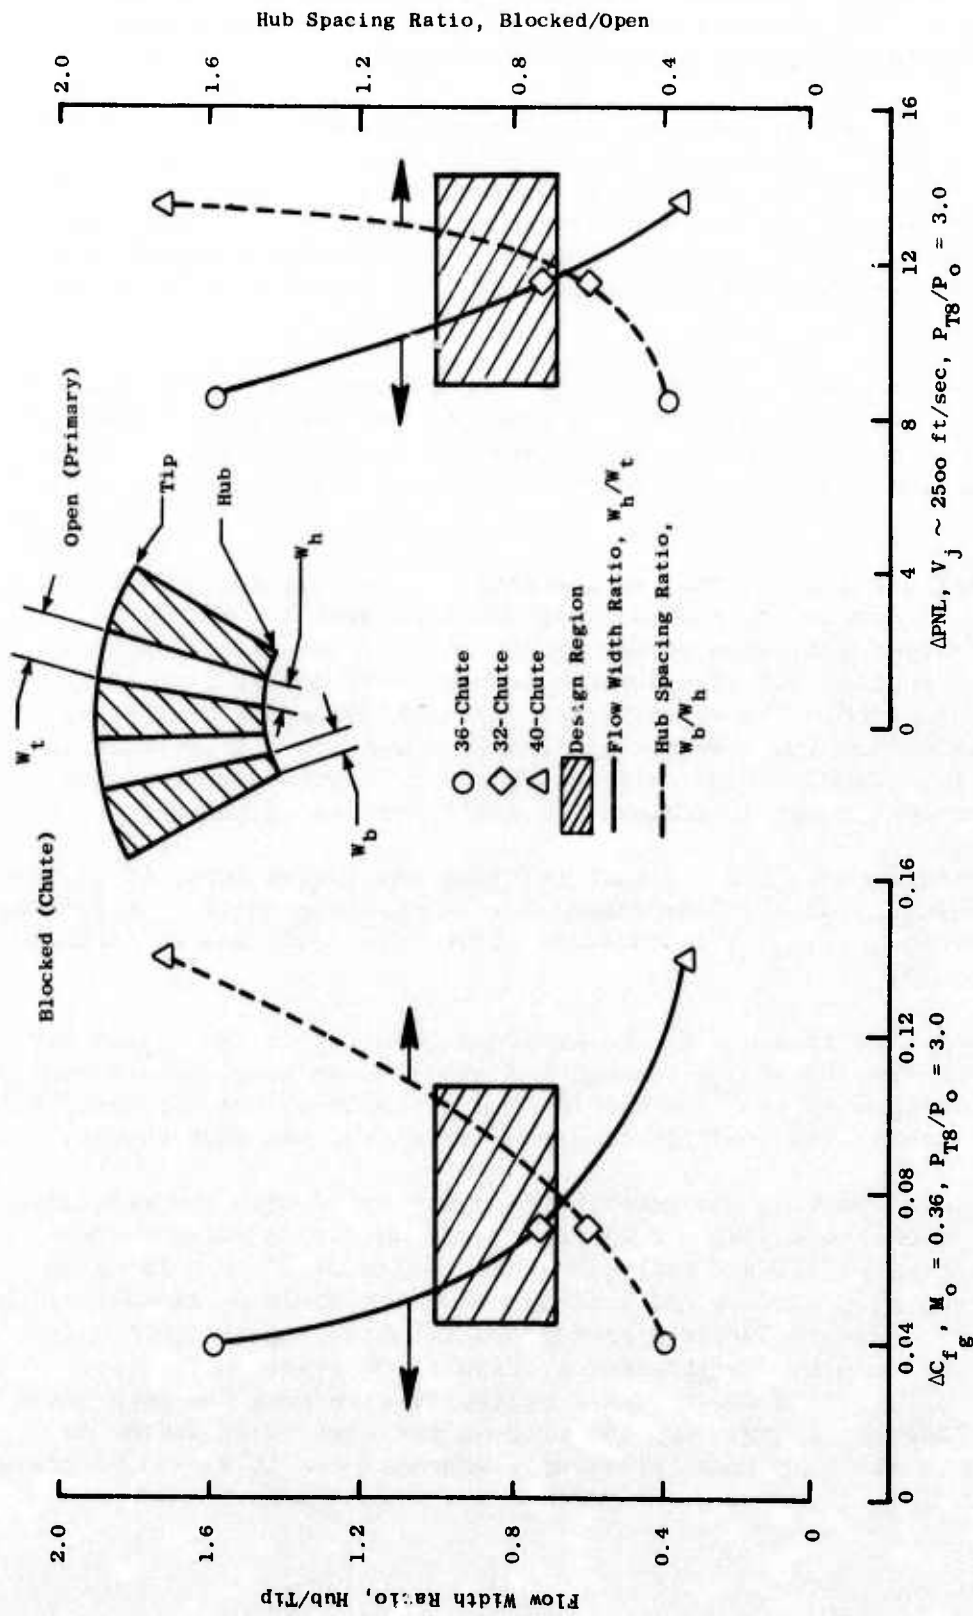 Hub Spacing Ratio, Blocked/Open
2.0
1.6
1.2
0.8
0.4
0
16
12
8
4
0
ΔPNL, V_j ~ 2500 ft/sec, P_T8/P_o = 3.0
Open (Primary)
Tip
Hub
W_h
W_t
W_b
Blocked (Chute)
36-Chute
32-Chute
40-Chute
Design Region
Flow Width Ratio, W_h/W_t
Hub Spacing Ratio,
W_b/W_h
0.16
0.12
0.08
0.04
0
ΔC_f_g, M_o = 0.36, P_T8/P_o = 3.0
2.0
1.6
1.2
0.8
0.4
0
Flow Width Ratio, Hub/Tip